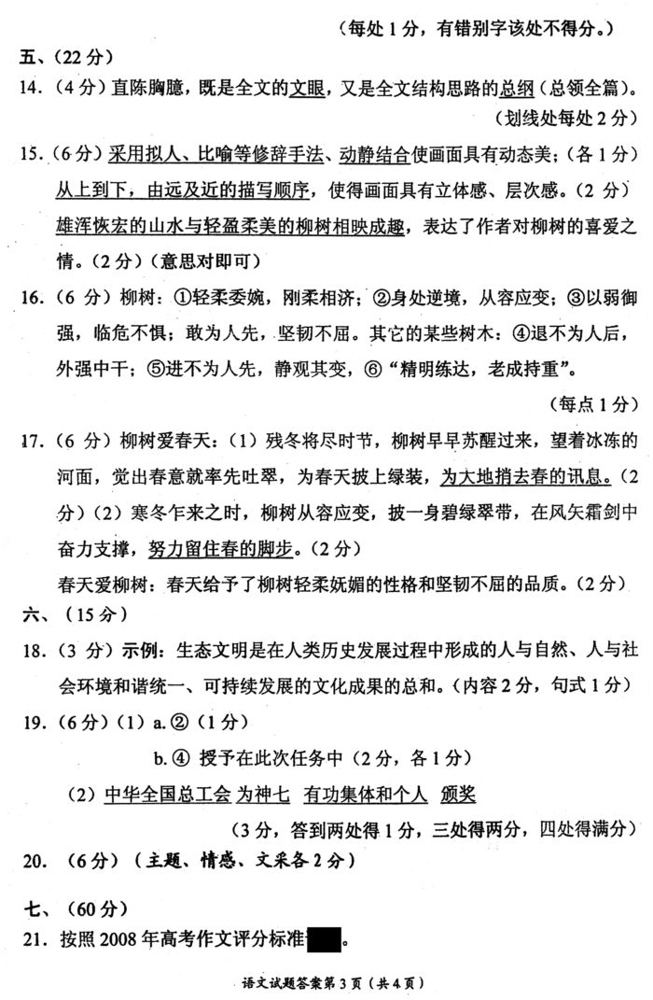 （每处1分，有错别字该处不得分。）
五、（22分）
14.（4分）直陈胸臆，既是全文的文眼，又是全文结构思路的总纲（总领全篇）。
（划线处每处2分）
15.（6分）采用拟人、比喻等修辞手法、动静结合使画面具有动态美；（各1分）
从上到下，由远及近的描写顺序，使得画面具有立体感、层次感。（2 分）
雄浑恢宏的山水与轻盈柔美的柳树相映成趣，表达了作者对柳树的喜爱之
情。（2分）（意思对即可）
16.（6 分）柳树：①轻柔委婉，刚柔相济；②身处逆境，从容应变；③以弱御
强，临危不惧；敢为人先，坚韧不屈。其它的某些树木：④退不为人后，
外强中干；⑤进不为人先，静观其变，⑥“精明练达，老成持重”。
（每点1分）
17.（6 分）柳树爱春天：（1）残冬将尽时节，柳树早早苏醒过来，望着冰冻的
河面，觉出春意就率先吐翠，为春天披上绿装，为大地捎去春的讯息。（2
分）（2）寒冬乍来之时，柳树从容应变，披一身碧绿翠带，在风矢霜剑中
奋力支撑，努力留住春的脚步。（2分）
春天爱柳树：春天给予了柳树轻柔妩媚的性格和坚韧不屈的品质。（2分）
六、（15分）
18.（3 分）示例：生态文明是在人类历史发展过程中形成的人与自然、人与社
会环境和谐统一、可持续发展的文化成果的总和。（内容2分，句式1分）
19.（6分）（1）a.②（1分）
b.④ 授予在此次任务中（2分，各1分）
（2）中华全国总工会 为神七 有功集体和个人 颁奖
（3分，答到两处得1分，三处得两分，四处得满分）
20. （6分）（主题、情感、文采各2分）
七、（60分）
21. 按照2008年高考作文评分标准。
语文试题答案第3页（共4页）